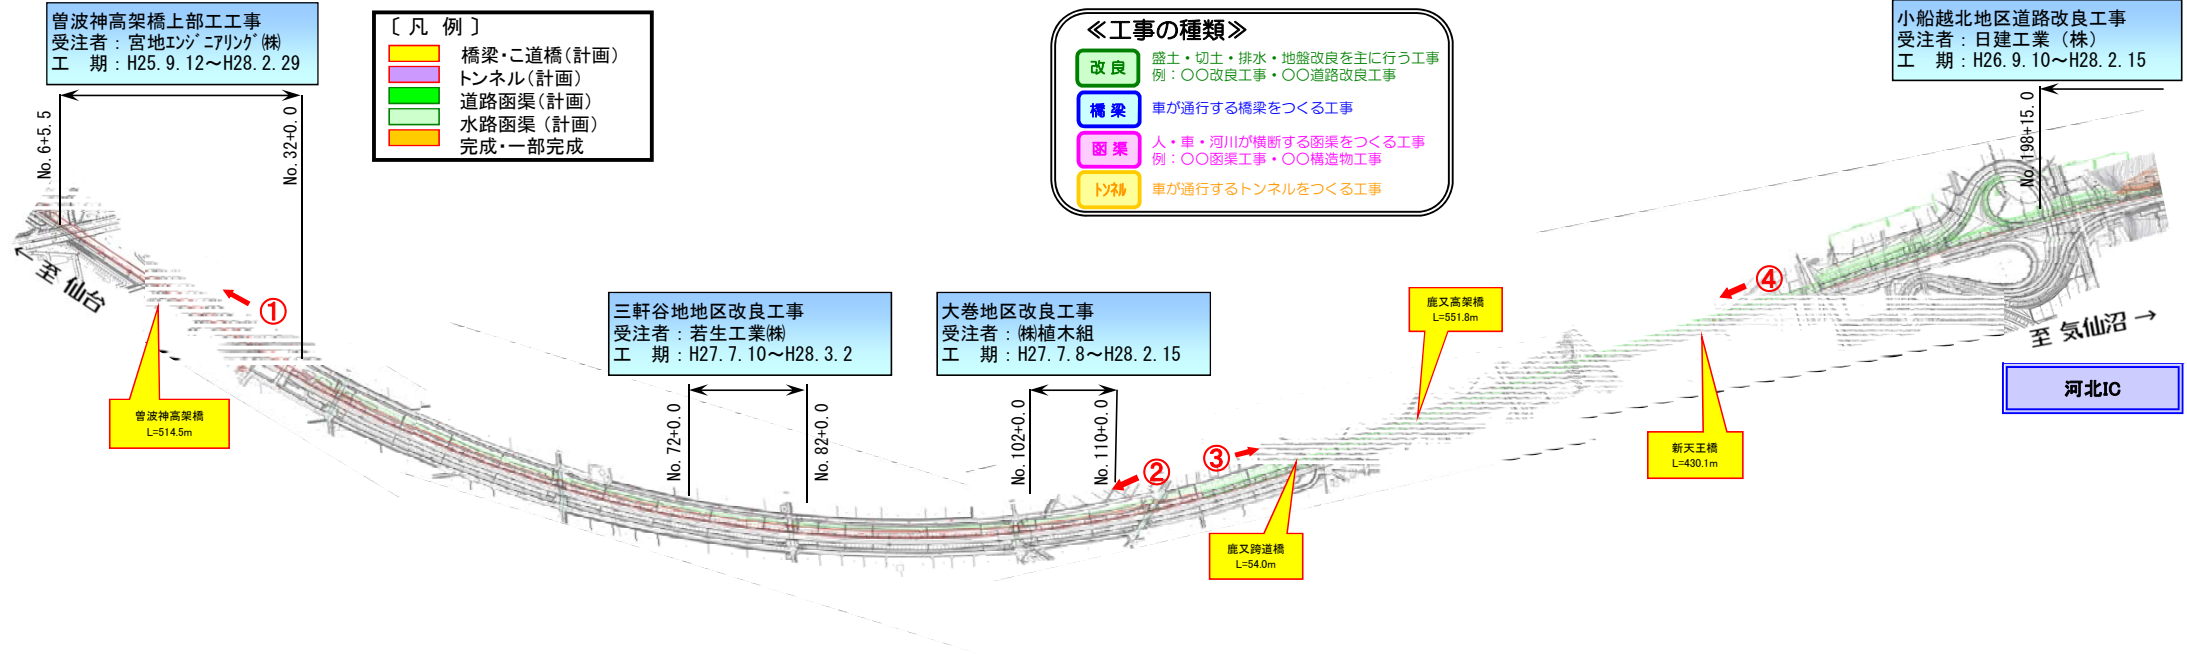 曽波神高架橋上部工工事
受注者：宮地ｴﾝｼﾞﾆｱﾘﾝｸﾞ㈱
工　期：H25.9.12～H28.2.29
No.6+5.5
No.32+0.0
〔 凡 例 〕
橋梁・こ道橋(計画)
トンネル(計画)
道路函渠(計画)
水路函渠(計画)
完成・一部完成
≪工事の種類≫
改良
盛土・切土・排水・地盤改良を主に行う工事
例：〇〇改良工事・〇〇道路改良工事
橋梁
車が通行する橋梁をつくる工事
函渠
人・車・河川が横断する函渠をつくる工事
例：〇〇函渠工事・〇〇構造物工事
ﾄﾝﾈﾙ
車が通行するトンネルをつくる工事
小船越北地区道路改良工事
受注者：日建工業（株）
工　期：H26.9.10～H28.2.15
No.198+15.0
←至 仙台
①
曽波神高架橋
L=514.5m
三軒谷地地区改良工事
受注者：若生工業㈱
工　期：H27.7.10～H28.3.2
No.72+0.0
No.82+0.0
大巻地区改良工事
受注者：㈱植木組
工　期：H27.7.8～H28.2.15
No.102+0.0
No.110+0.0
②
③
鹿又跨道橋
L=54.0m
鹿又高架橋
L=551.8m
④
新天王橋
L=430.1m
至 気仙沼→
河北IC